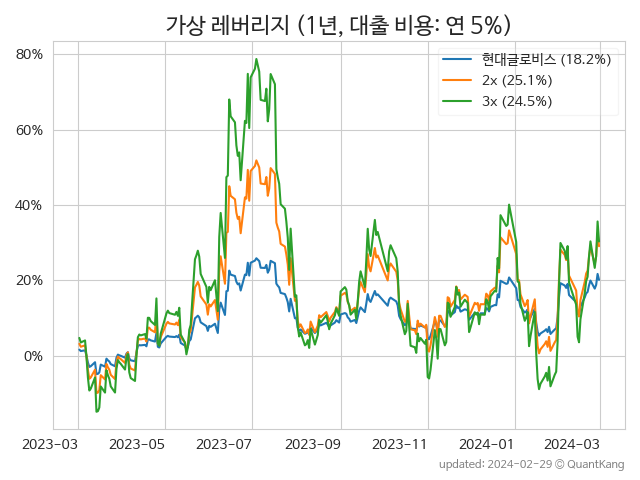 가상 레버리지 (1년, 대출 비용: 연 5%)
현대글로비스 (18.2%)
2x (25.1%)
3x (24.5%)
80%
60%
40%
20%
0%
2023-03 2023-05 2023-07 2023-09 2023-11 2024-01 2024-03
updated: 2024-02-29 © QuantKang